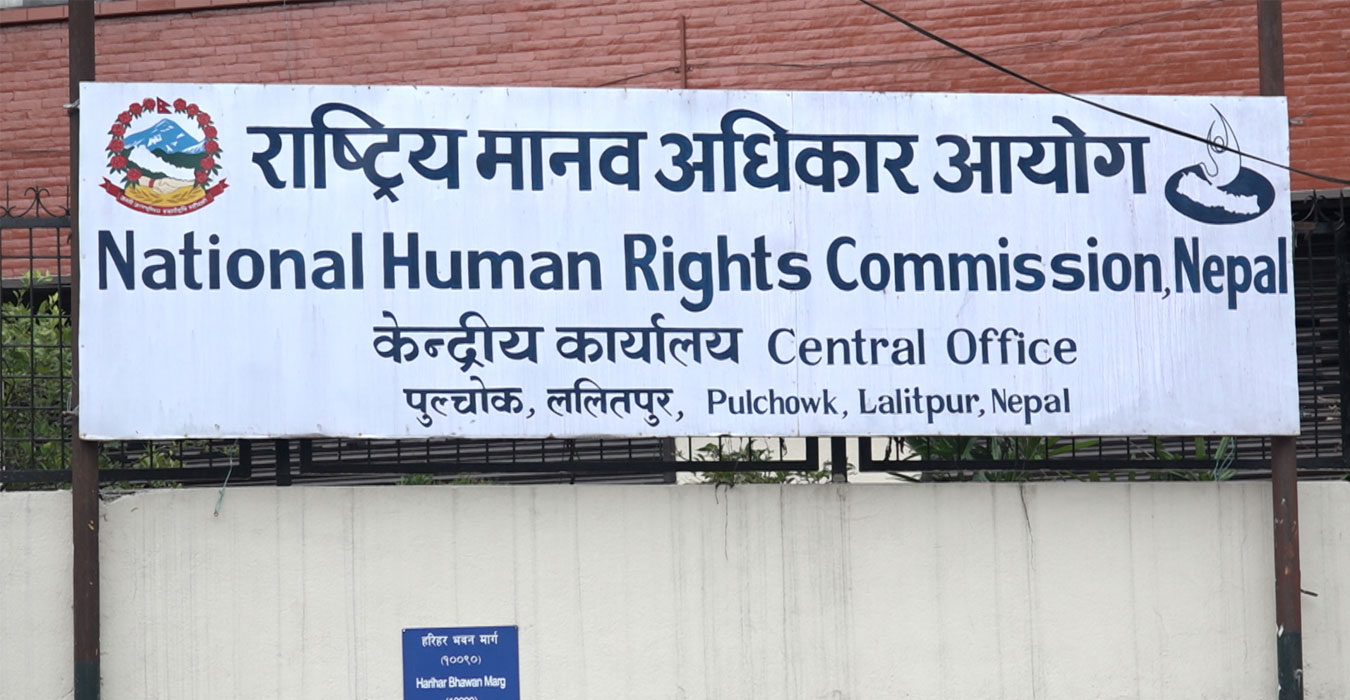 राष्ट्रिय मानव अधिकार आयोग
National Human Rights Commission, Nepal
केन्द्रीय कार्यालय Central Office
पुल्चोक, ललितपुर, Pulchowk, Lalitpur, Nepal
हरिहर भवन मार्ग
(१००९०)
Harihar Bhawan Marg